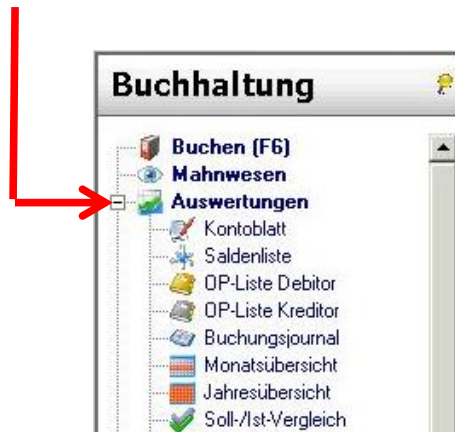 Buchhaltung
Buchen (F6)
Mahnwesen
Auswertungen
Kontoblatt
Saldenliste
OP-Liste Debitor
OP-Liste Kreditor
Buchungsjournal
Monatsübersicht
Jahresübersicht
Soll-/Ist-Vergleich